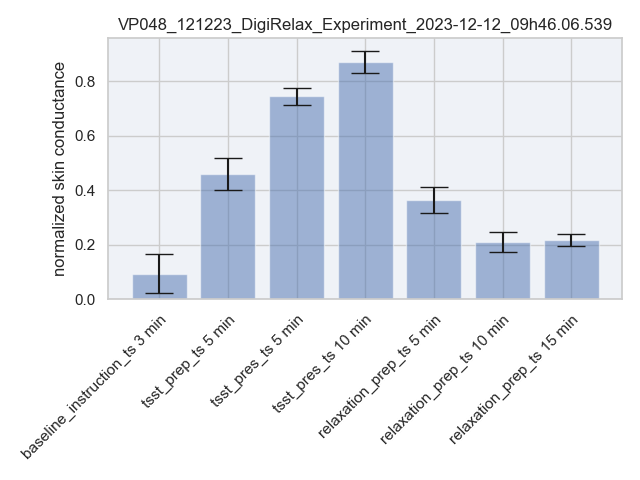 VP048_121223_DigiRelax_Experiment_2023-12-12_09h46.06.539
normalized skin conductance
0.8
0.6
0.4
0.2
0.0
baseline_instruction_ts 3 min
tsst_prep_ts 5 min
tsst_pres_ts 5 min
tsst_pres_ts 10 min
relaxation_prep_ts 5 min
relaxation_prep_ts 10 min
relaxation_prep_ts 15 min